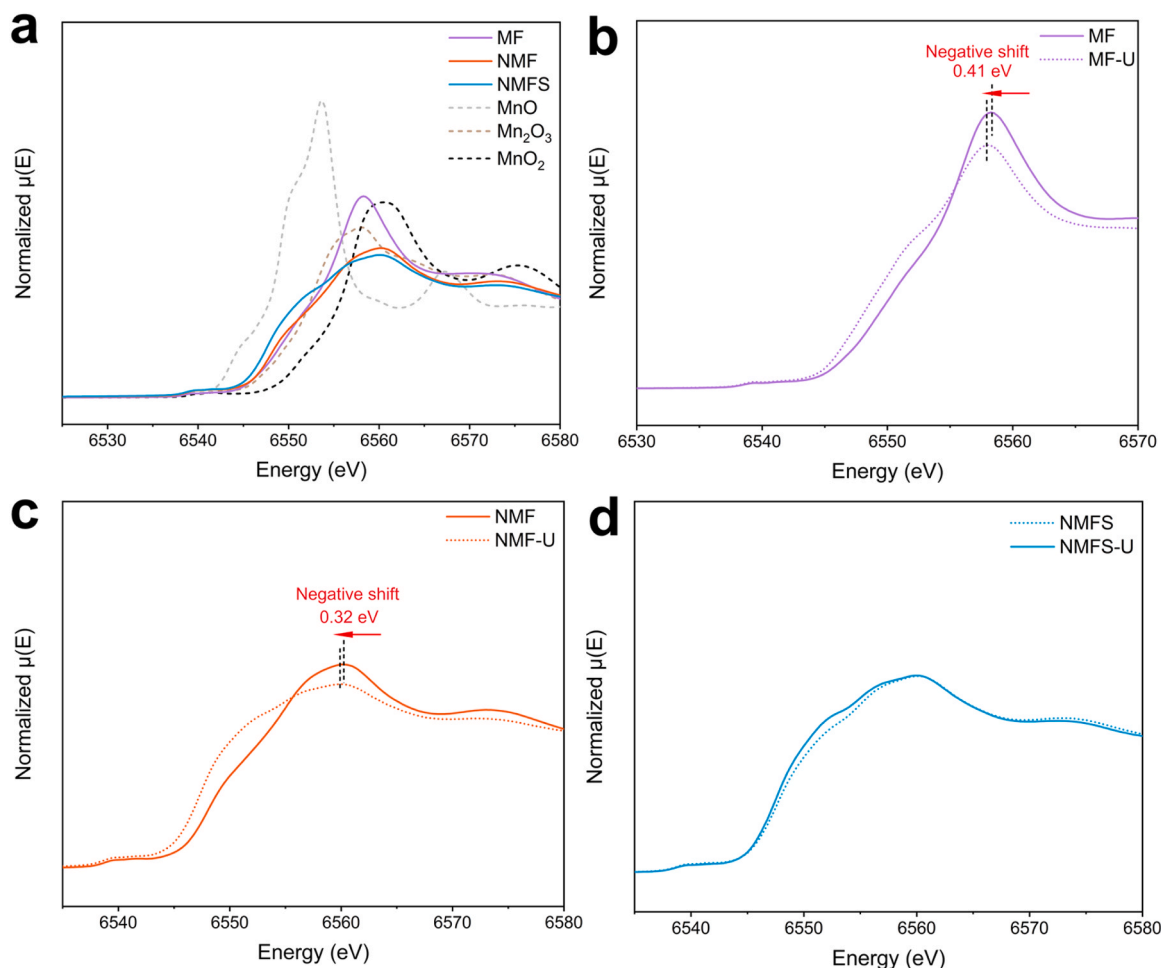 a
MF
NMF
NMFS
MnO
Mn₂O₃
MnO₂
Normalized μ(E)
6530 6540 6550 6560 6570 6580
Energy (eV)
b
MF
MF-U
Negative shift
0.41 eV
Normalized μ(E)
6530 6540 6550 6560 6570
Energy (eV)
c
NMF
NMF-U
Negative shift
0.32 eV
Normalized μ(E)
6540 6550 6560 6570 6580
Energy (eV)
d
NMFS
NMFS-U
Normalized μ(E)
6540 6550 6560 6570 6580
Energy (eV)